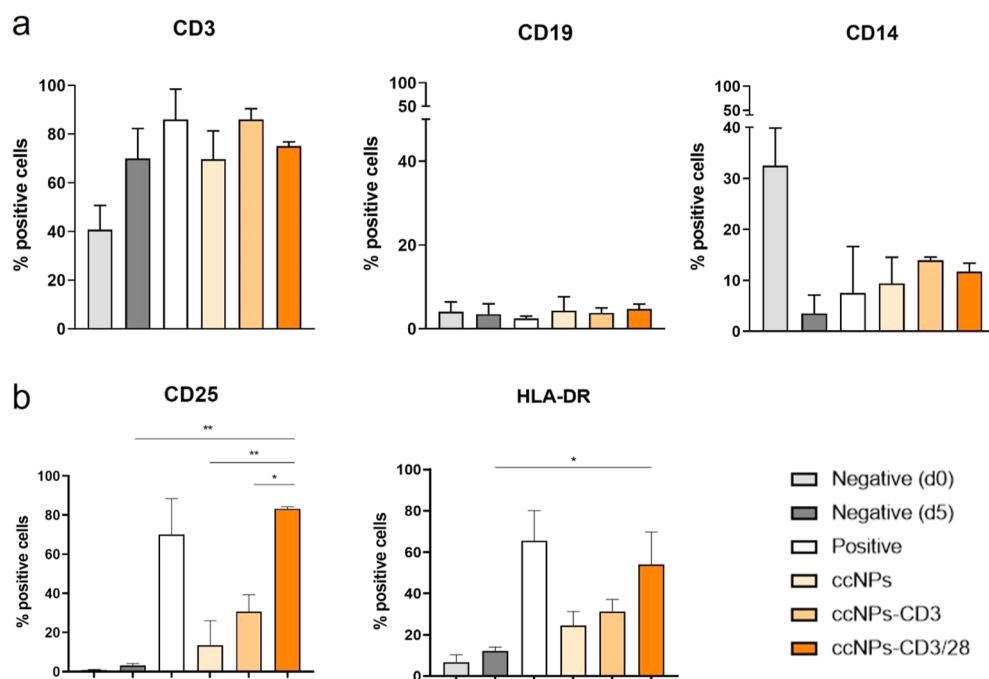 a
CD3
CD19
CD14
% positive cells
100
80
60
40
20
0
% positive cells
100
50
40
20
0
% positive cells
100
50
40
30
20
10
0
b
CD25
HLA-DR
% positive cells
100
80
60
40
20
0
**
**
*
% positive cells
100
80
60
40
20
0
*
Negative (d0)
Negative (d5)
Positive
ccNPs
ccNPs-CD3
ccNPs-CD3/28